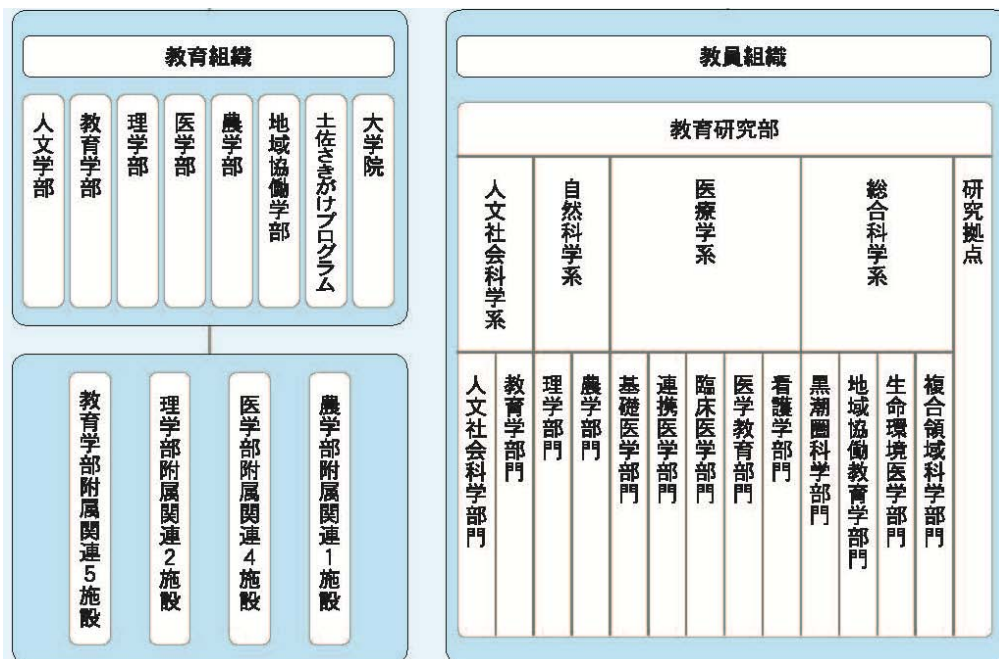 教育組織
人文学部
教育学部
理学部
医学部
農学部
地域協働学部
土佐さきがけプログラム
大学院
教育学部附属関連5施設
理学部附属関連2施設
医学部附属関連4施設
農学部附属関連1施設
教員組織
教育研究部
人文社会科学系
自然科学系
医療学系
総合科学系
研究拠点
人文社会科学部門
教育学部門
理学部門
農学部門
基礎医学部門
連携医学部門
臨床医学部門
医学教育部門
看護学部門
黒潮圏科学部門
地域協働教育学部門
生命環境医学部門
複合領域科学部門